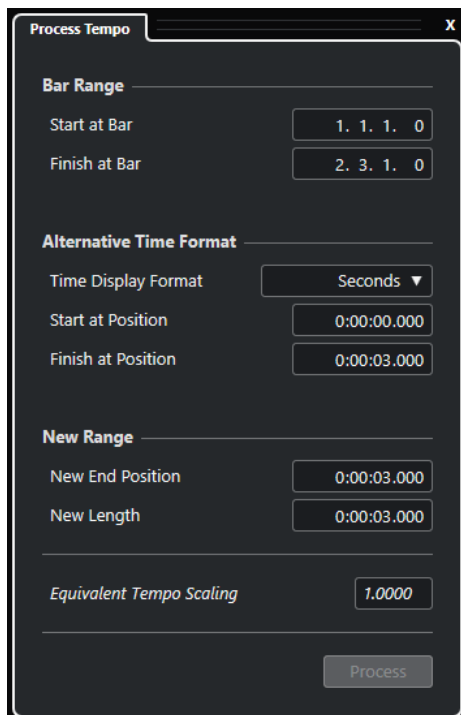 Process Tempo X
Bar Range
Start at Bar 1. 1. 1. 0
Finish at Bar 2. 3. 1. 0
Alternative Time Format
Time Display Format Seconds ▼
Start at Position 0:00:00.000
Finish at Position 0:00:03.000
New Range
New End Position 0:00:03.000
New Length 0:00:03.000
Equivalent Tempo Scaling 1.0000
Process